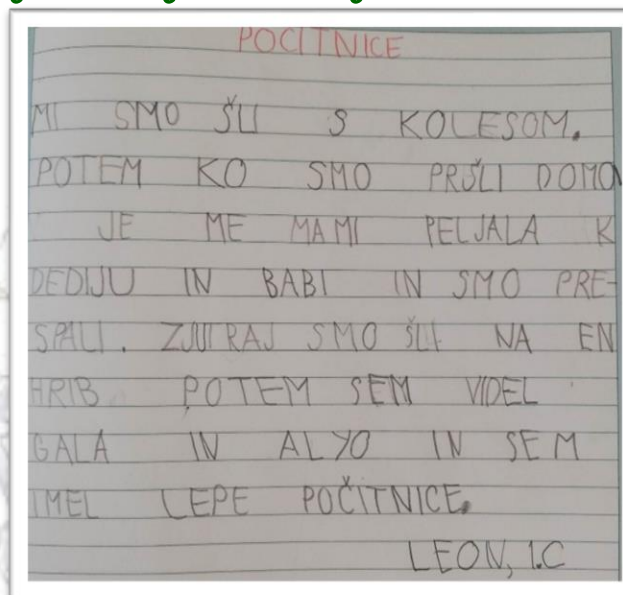 POČITNICE
MI SMO ŠLI S KOLESOM.
POTEM KO SMO PRŠLI DOMOV
JE ME MAMI PELJALA K
DEDIJU IN BABI IN SMO PRE-
SPALI. ZJUTRAJ SMO ŠLI NA EN
HRIB. POTEM SEM VIDEL
GALA IN ALYO IN SEM
IMEL LEPE POČITNICE.
LEON, 1.C